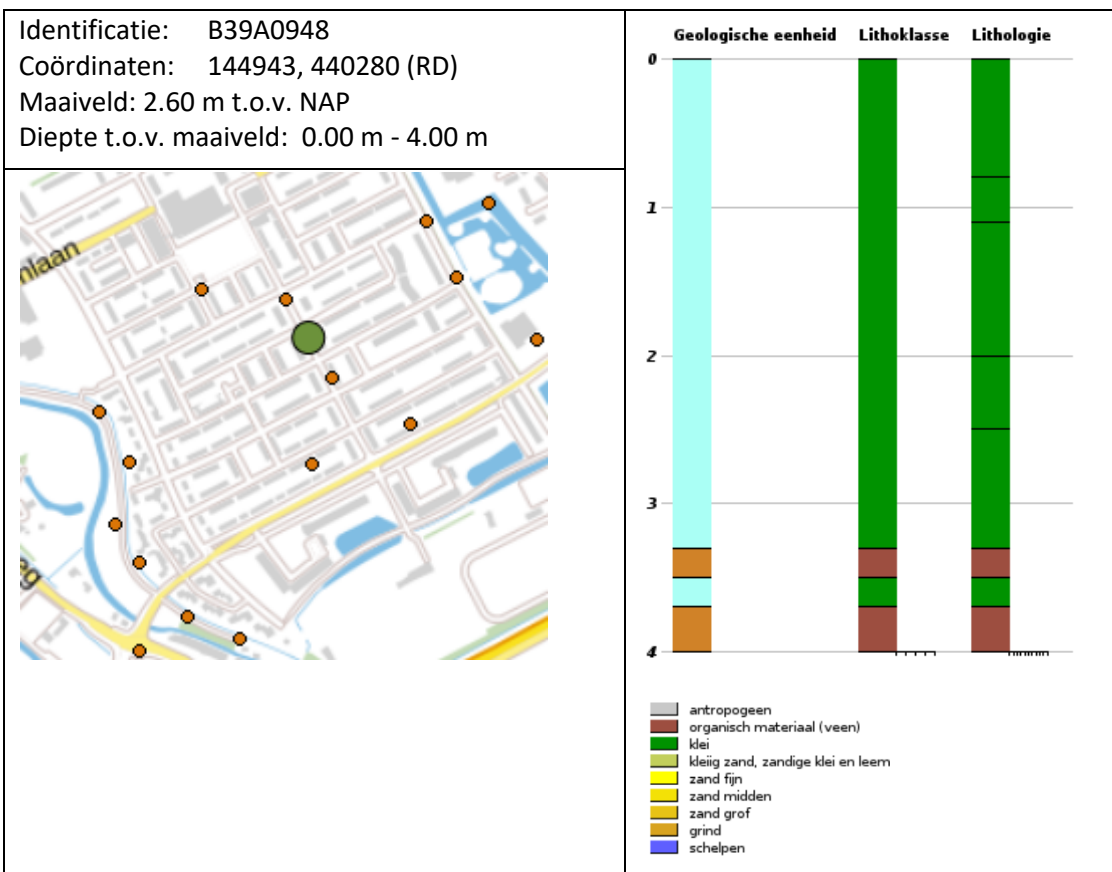 Identificatie: B39A0948
Coördinaten: 144943, 440280 (RD)
Maaiveld: 2.60 m t.o.v. NAP
Diepte t.o.v. maaiveld: 0.00 m - 4.00 m
nlaan
Geologische eenheid Lithoklasse Lithologie
0
1
2
3
4
antropogeen
organisch materiaal (veen)
klei
kleiig zand, zandige klei en leem
zand fijn
zand midden
zand grof
grind
schelpen